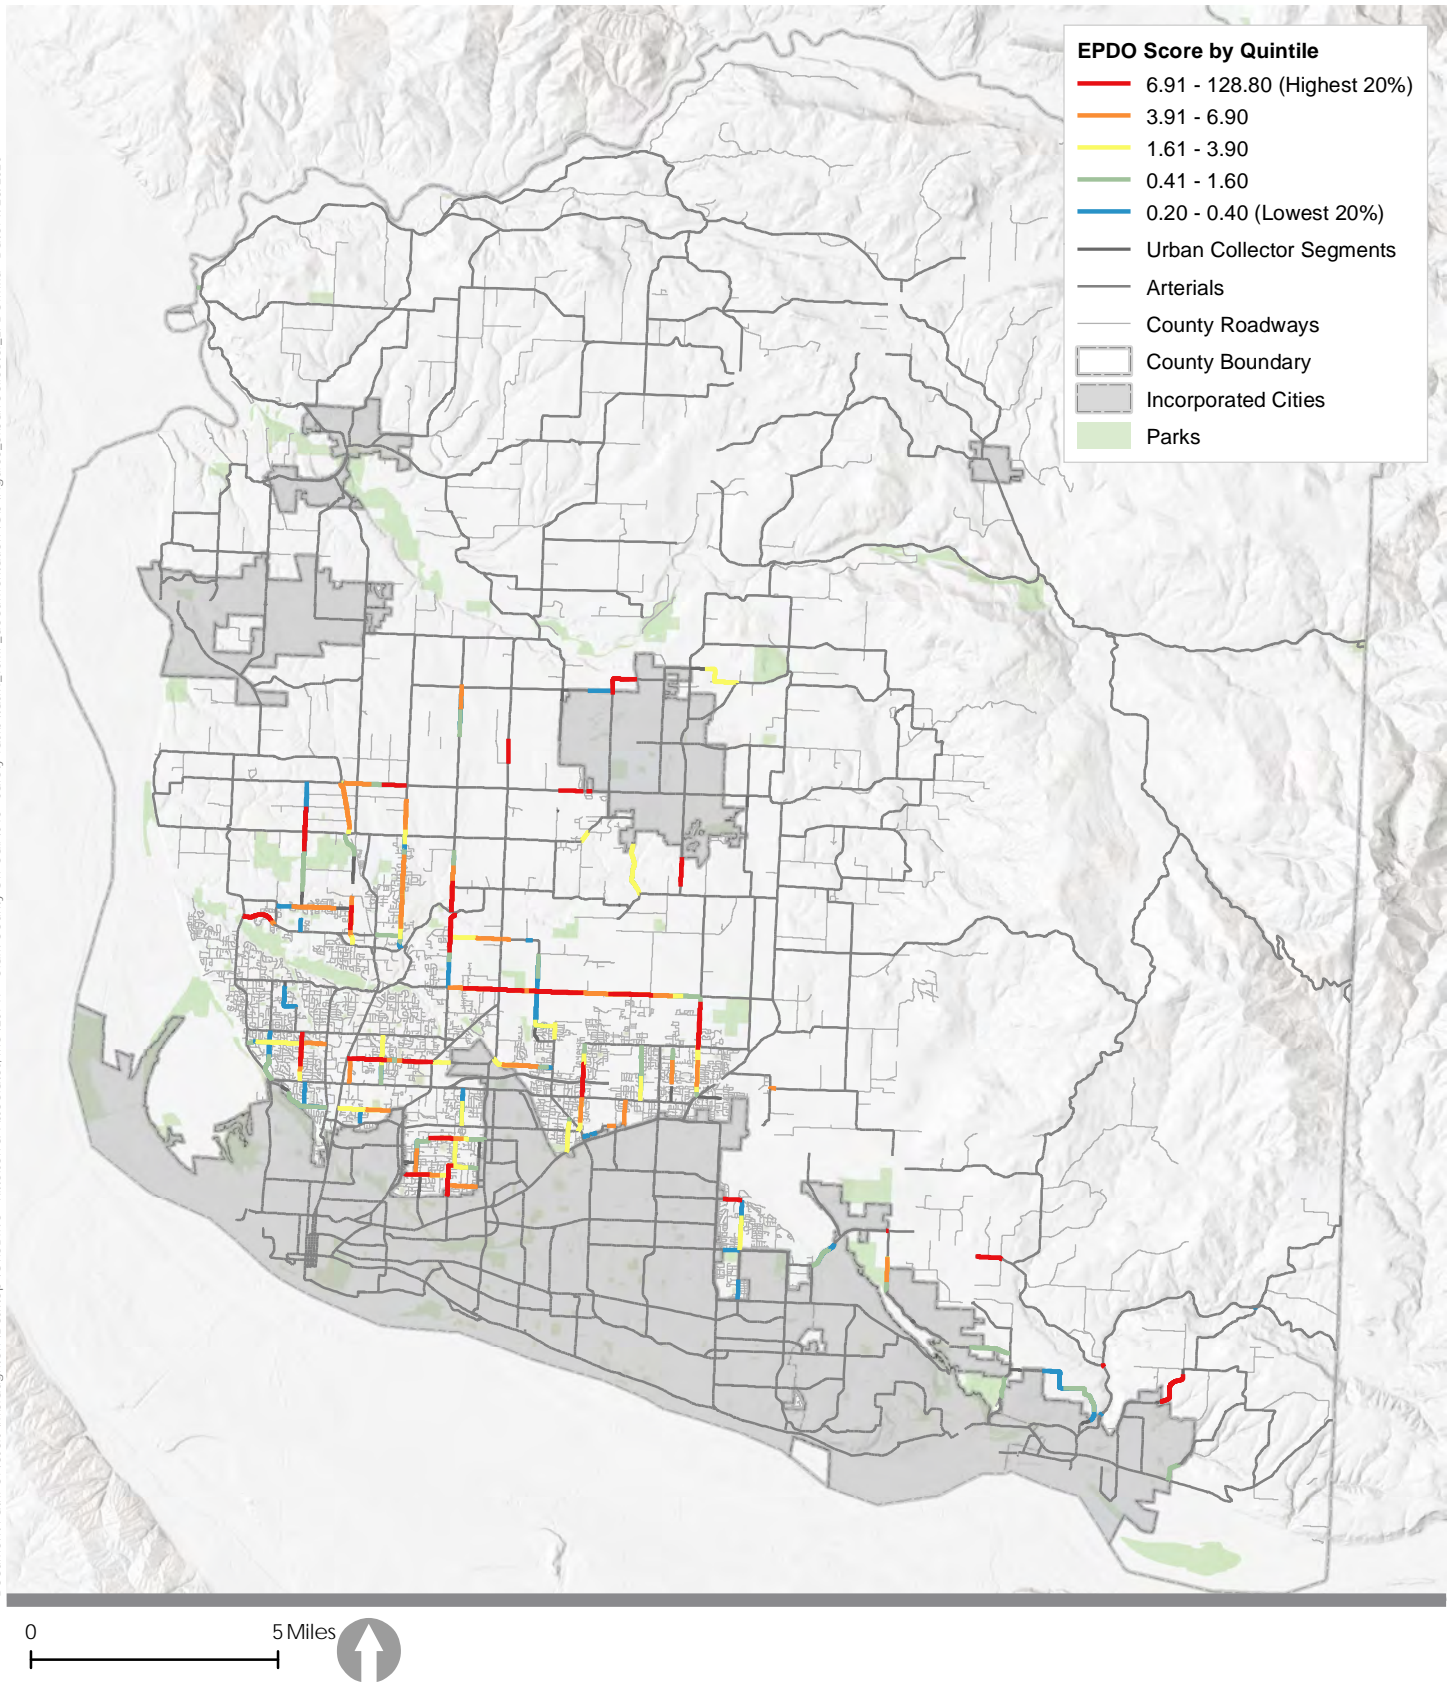 EPDO Score by Quintile
6.91 - 128.80 (Highest 20%)
3.91 - 6.90
1.61 - 3.90
0.41 - 1.60
0.20 - 0.40 (Lowest 20%)
Urban Collector Segments
Arterials
County Roadways
County Boundary
Incorporated Cities
Parks
0
5 Miles